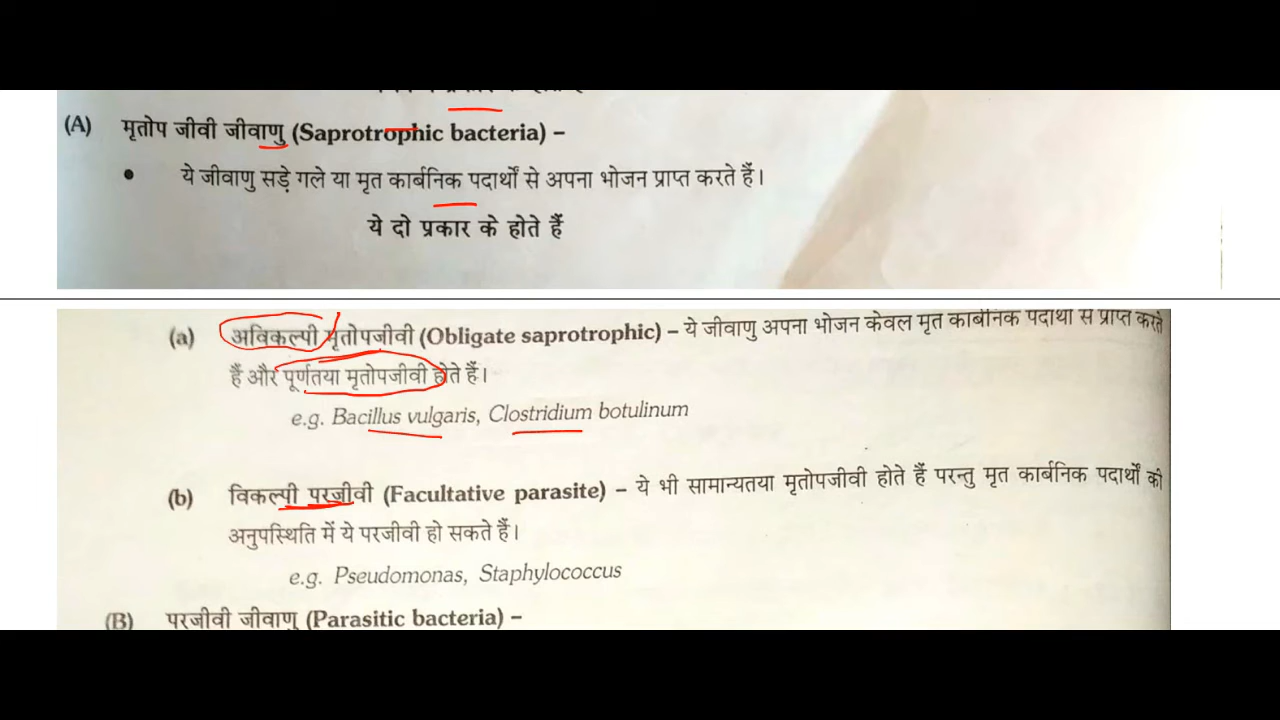 (A) मृतोप जीवी जीवाणु (Saprotrophic bacteria) –
• ये जीवाणु सड़े गले या मृत कार्बनिक पदार्थों से अपना भोजन प्राप्त करते हैं।
ये दो प्रकार के होते हैं
(a) अविकल्पी मृतोपजीवी (Obligate saprotrophic) – ये जीवाणु अपना भोजन केवल मृत कार्बनिक पदार्थों से प्राप्त करते
हैं और पूर्णतया मृतोपजीवी होते हैं।
e.g. Bacillus vulgaris, Clostridium botulinum
(b) विकल्पी परजीवी (Facultative parasite) – ये भी सामान्यतया मृतोपजीवी होते हैं परन्तु मृत कार्बनिक पदार्थों की
अनुपस्थिति में ये परजीवी हो सकते हैं।
e.g. Pseudomonas, Staphylococcus
(B) परजीवी जीवाणु (Parasitic bacteria) –